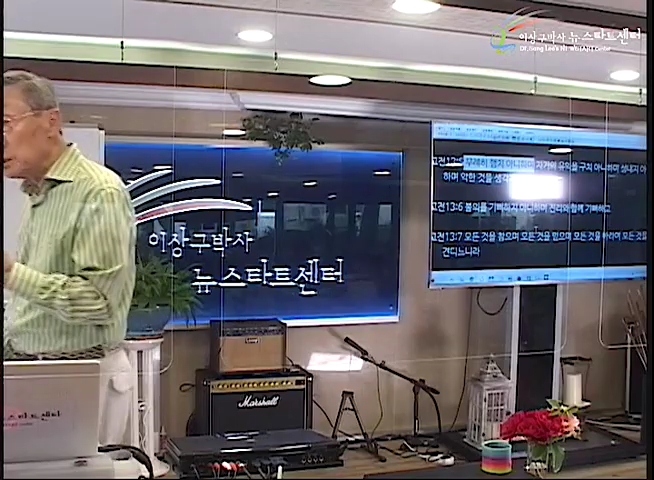 이상구박사 뉴스타트센터
고전13:5 무례히 행치 아니하며 자기의 유익을 구치 아니하며 성내지 아
하며 악한 것을 생각
고전13:6 불의를 기뻐하지 아니하며 진리와 함께 기뻐하고
고전13:7 모든 것을 참으며 모든 것을 믿으며 모든 것을 바라며 모든 것을
견디느니라
이상구박사
뉴스타트센터
Marshall
스타트센터